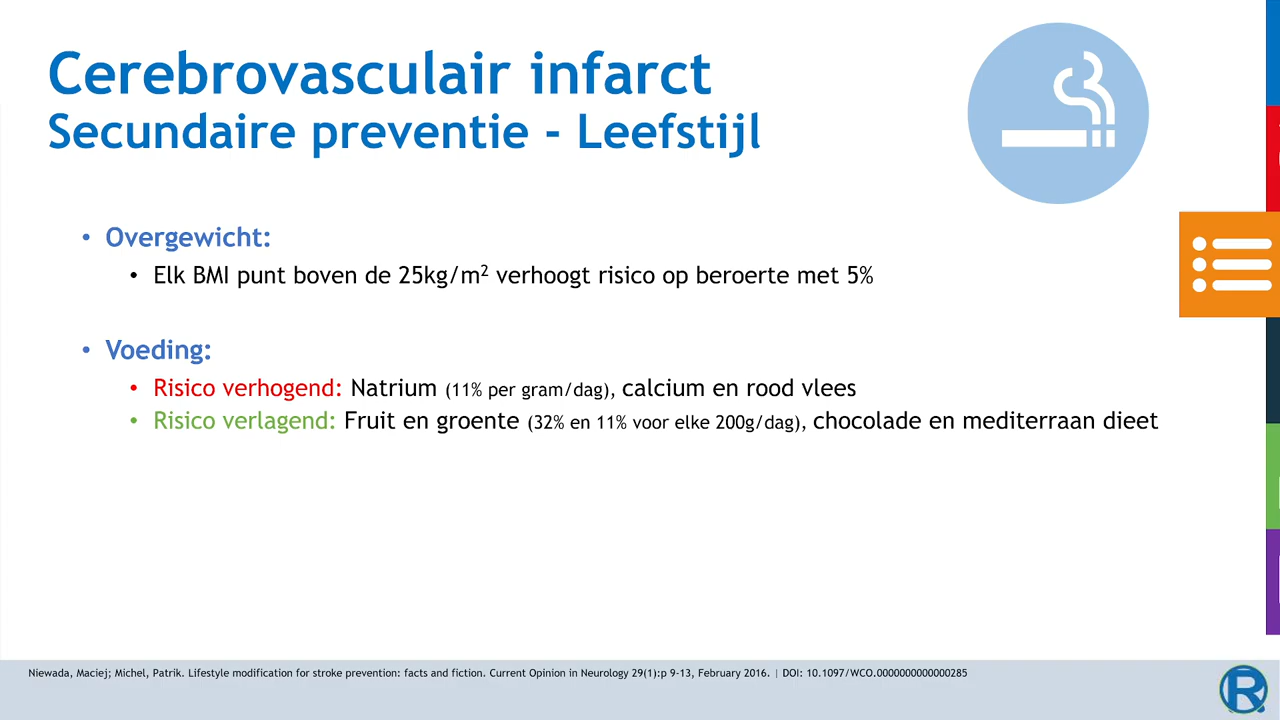 Cerebrovasculair infarct
Secundaire preventie - Leefstijl
• Overgewicht:
• Elk BMI punt boven de 25kg/m² verhoogt risico op beroerte met 5%
• Voeding:
• Risico verhogend: Natrium (11% per gram/dag), calcium en rood vlees
• Risico verlagend: Fruit en groente (32% en 11% voor elke 200g/dag), chocolade en mediterraan dieet
Niewada, Maciej; Michel, Patrik. Lifestyle modification for stroke prevention: facts and fiction. Current Opinion in Neurology 29(1):p 9-13, February 2016. | DOI: 10.1097/WCO.0000000000000285
R